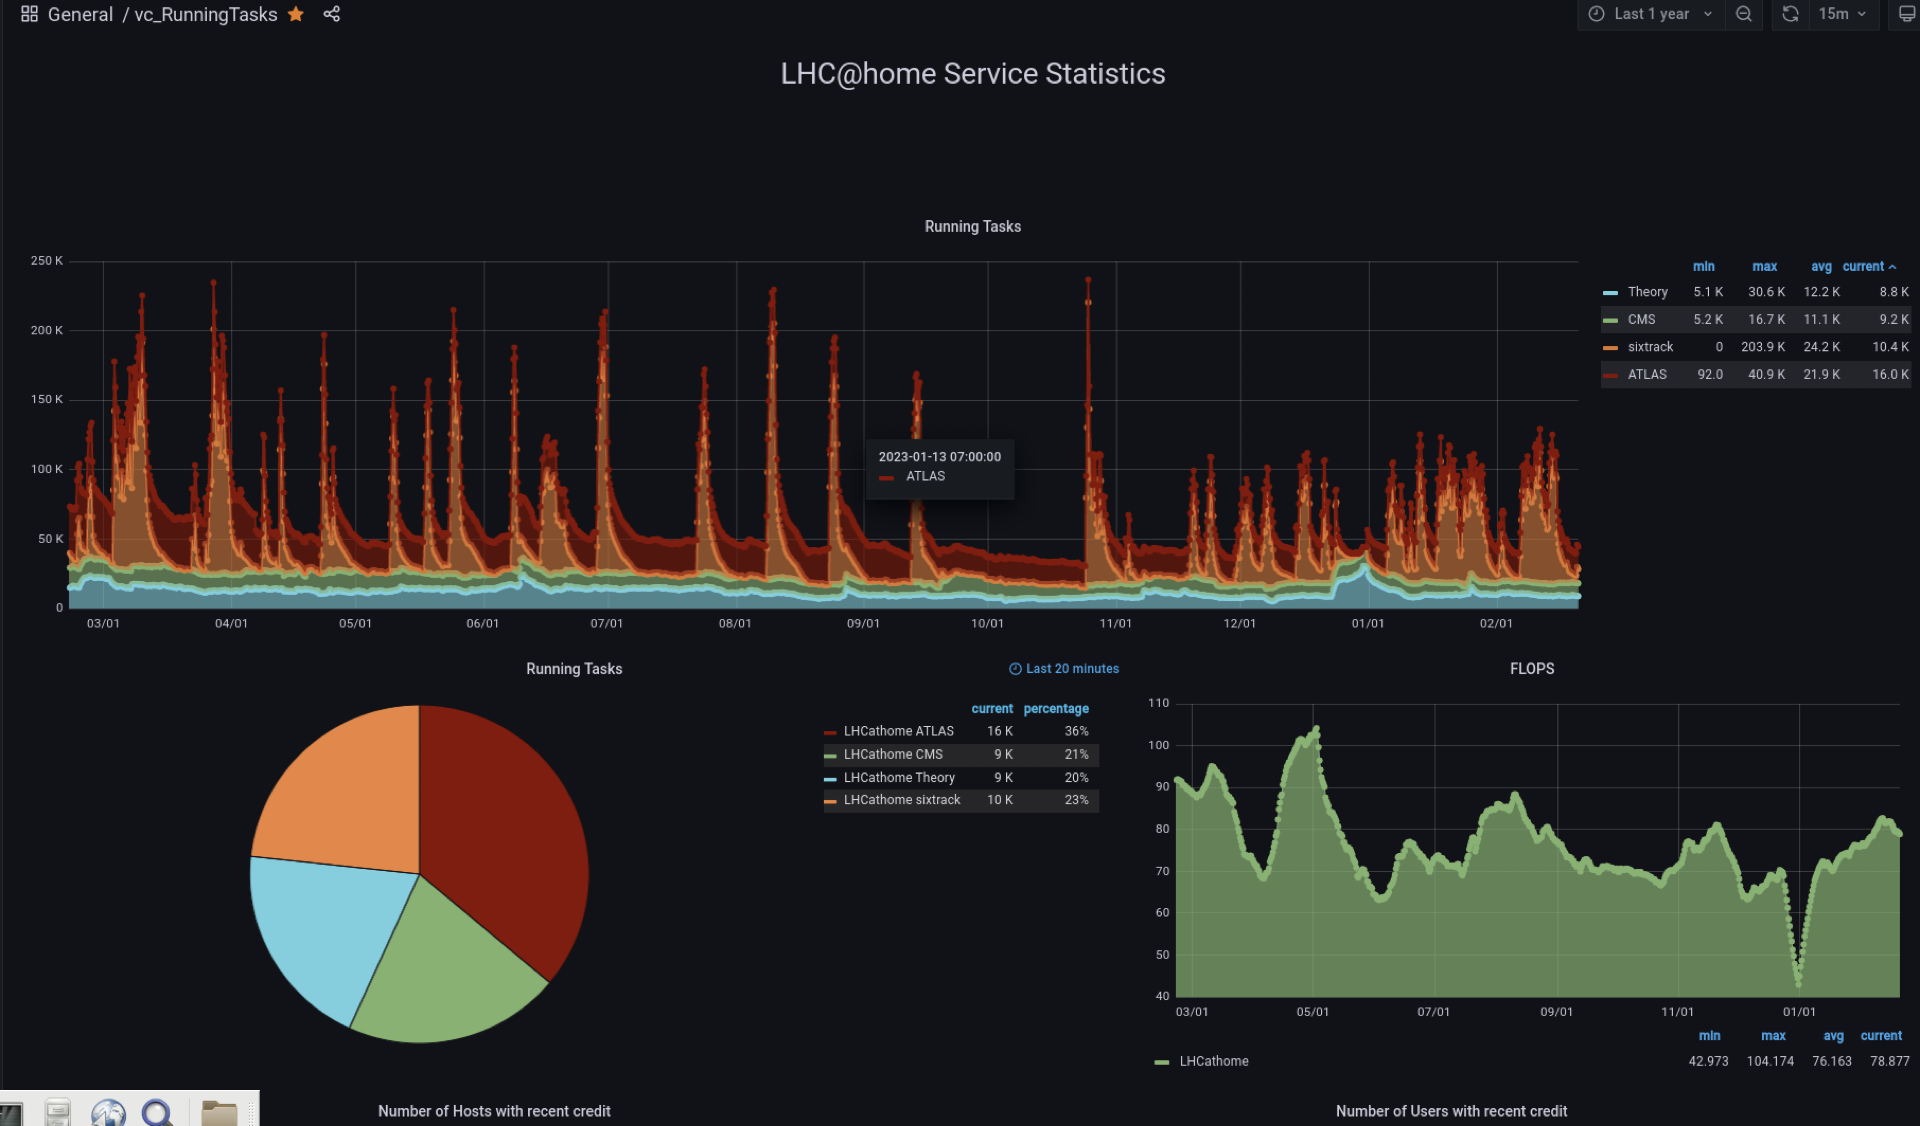 General / vc_RunningTasks
Last 1 year
15m
LHC@home Service Statistics
Running Tasks
250 K
200 K
150 K
100 K
50 K
0
03/01 04/01 05/01 06/01 07/01 08/01 09/01 10/01 11/01 12/01 01/01 02/01
2023-01-13 07:00:00
ATLAS
min max avg current
Theory 5.1 K 30.6 K 12.2 K 8.8 K
CMS 5.2 K 16.7 K 11.1 K 9.2 K
sixtrack 0 203.9 K 24.2 K 10.4 K
ATLAS 92.0 40.9 K 21.9 K 16.0 K
Running Tasks
Last 20 minutes
current percentage
LHCathome ATLAS 16 K 36%
LHCathome CMS 9 K 21%
LHCathome Theory 9 K 20%
LHCathome sixtrack 10 K 23%
FLOPS
110
100
90
80
70
60
50
40
03/01 05/01 07/01 09/01 11/01 01/01
min max avg current
LHCathome 42.973 104.174 76.163 78.877
Number of Hosts with recent credit
Number of Users with recent credit